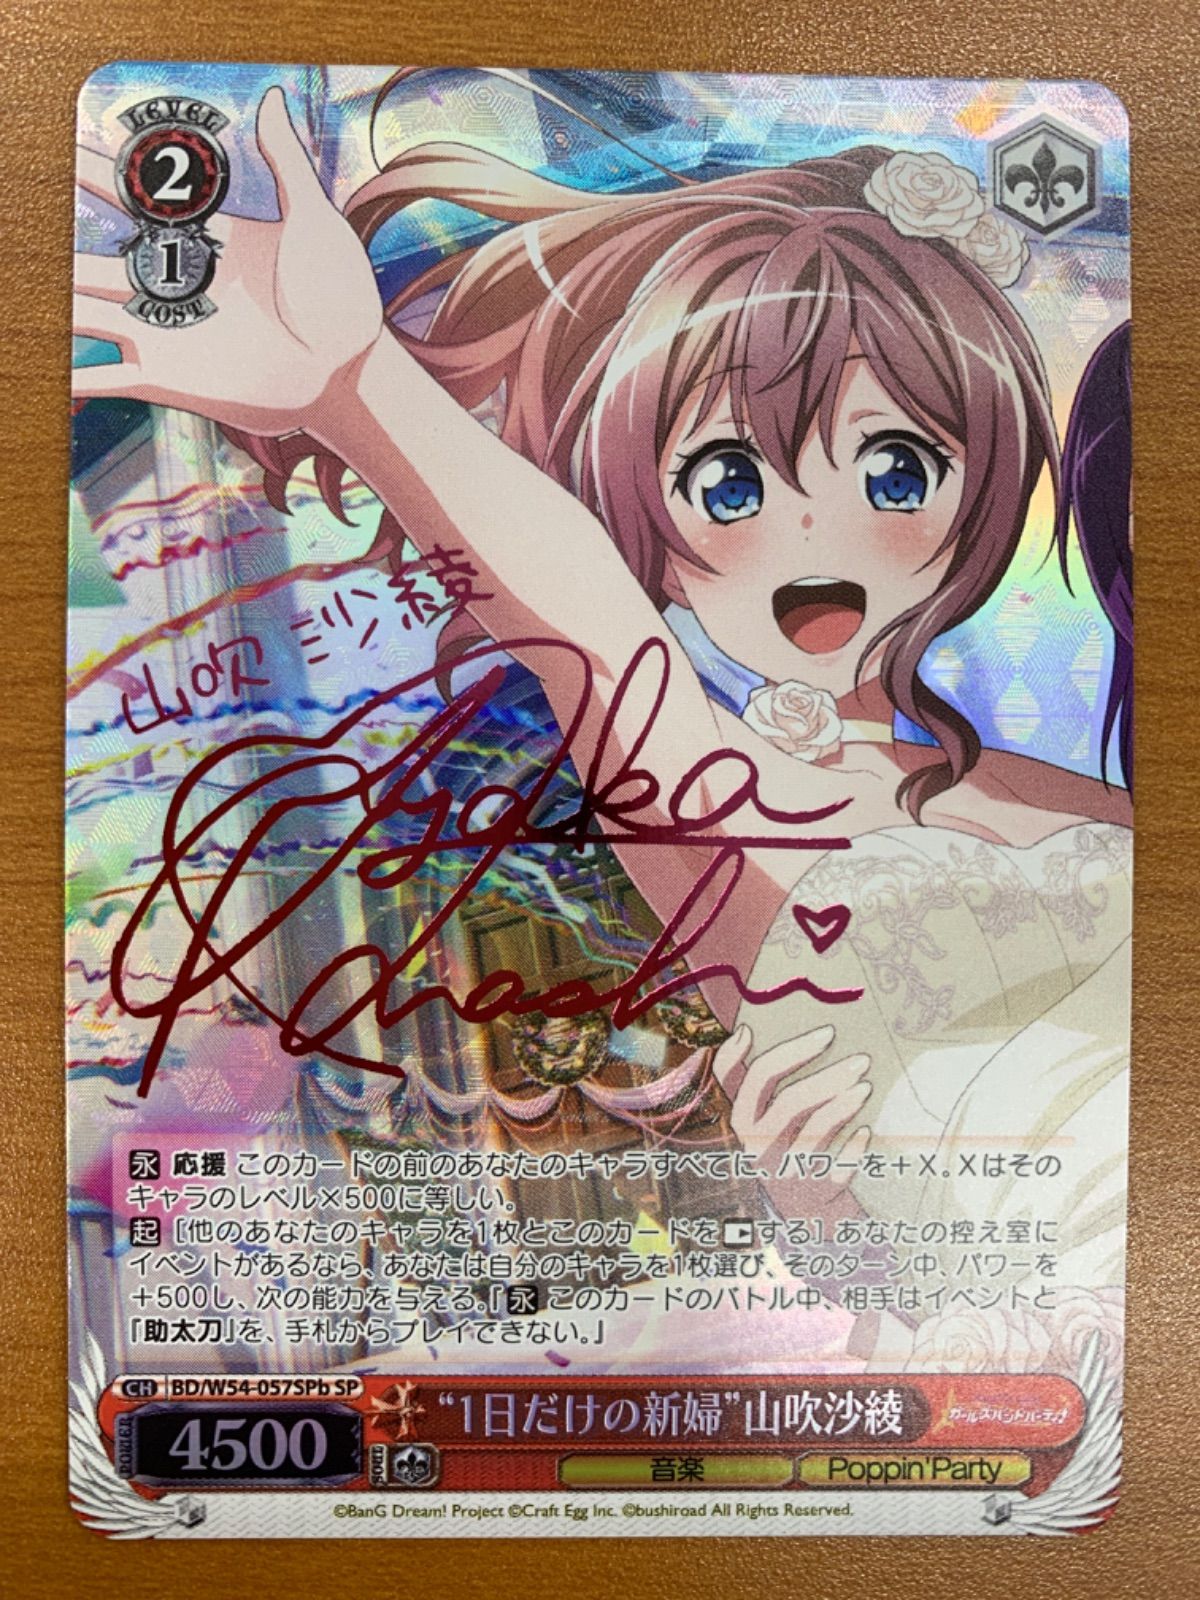 LEVEL
2
1
COST
山吹 沙綾
Ayaka
Ohashi
永 応援 このカードの前のあなたのキャラすべてに、パワーを＋X。Xはその
キャラのレベル×500に等しい。
起 ［他のあなたのキャラを1枚とこのカードをする］ あなたの控え室に
イベントがあるなら、あなたは自分のキャラを1枚選び、そのターン中、パワーを
＋500し、次の能力を与える。『永 このカードのバトル中、相手はイベントと
『助太刀』を、手札からプレイできない。』
CH BD/W54-057SPb SP
“1日だけの新婦”山吹沙綾
ガールズバンドパーティ!
POWER 4500 SOUL
音楽 Poppin'Party
©BanG Dream! Project ©Craft Egg Inc. ©bushiroad All Rights Reserved.